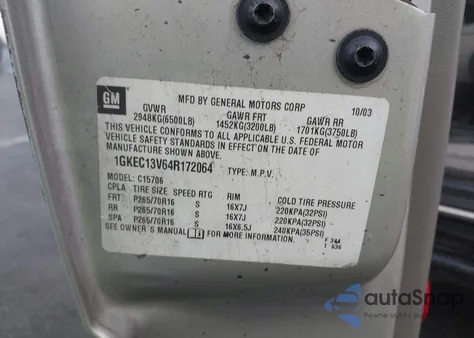 GM
MFD BY GENERAL MOTORS CORP 10/03
GVWR GAWR FRT GAWR RR
2948KG(6500LB) 1452KG(3200LB) 1701KG(3750LB)
THIS VEHICLE CONFORMS TO ALL APPLICABLE U.S. FEDERAL MOTOR
VEHICLE SAFETY STANDARDS IN EFFECT ON THE DATE OF
MANUFACTURE SHOWN ABOVE.
1GKEC13V64R172064 TYPE: M.P.V.
MODEL: C15706
CPLA TIRE SIZE SPEED RTG RIM COLD TIRE PRESSURE
FRT P265/70R16 S 16X7J 220KPA(32PSI)
RR P265/70R16 S 16X7J 220KPA(32PSI)
SPA P265/70R16 S 16X6.5J 240KPA(35PSI)
SEE OWNER'S MANUAL FOR MORE INFORMATION.
autoSnap